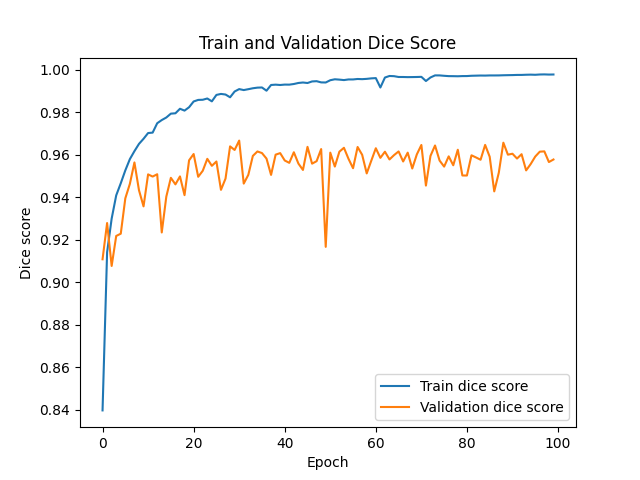 Train and Validation Dice Score
Dice score
1.00
0.98
0.96
0.94
0.92
0.90
0.88
0.86
0.84
Train dice score
Validation dice score
0 20 40 60 80 100
Epoch